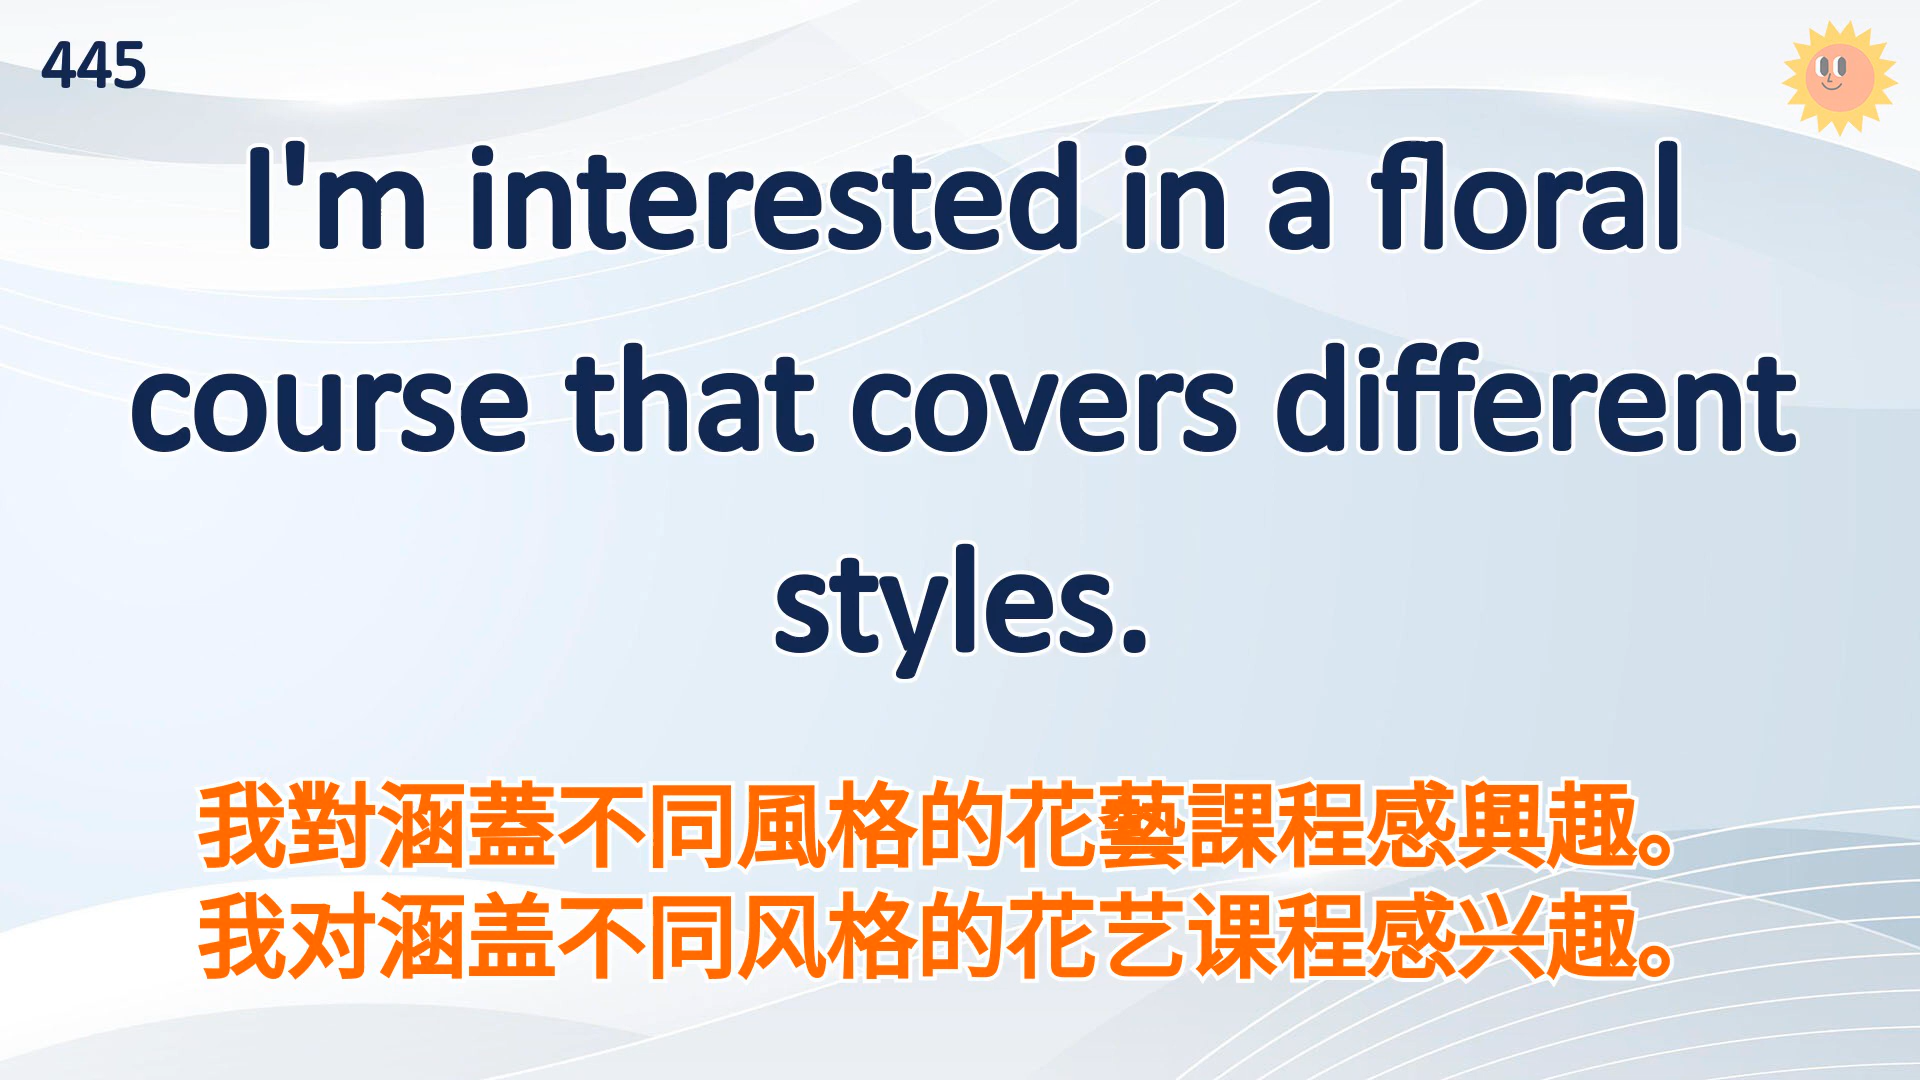 445
I'm interested in a floral
course that covers different
styles.
我對涵蓋不同風格的花藝課程感興趣。
我对涵盖不同风格的花艺课程感兴趣。